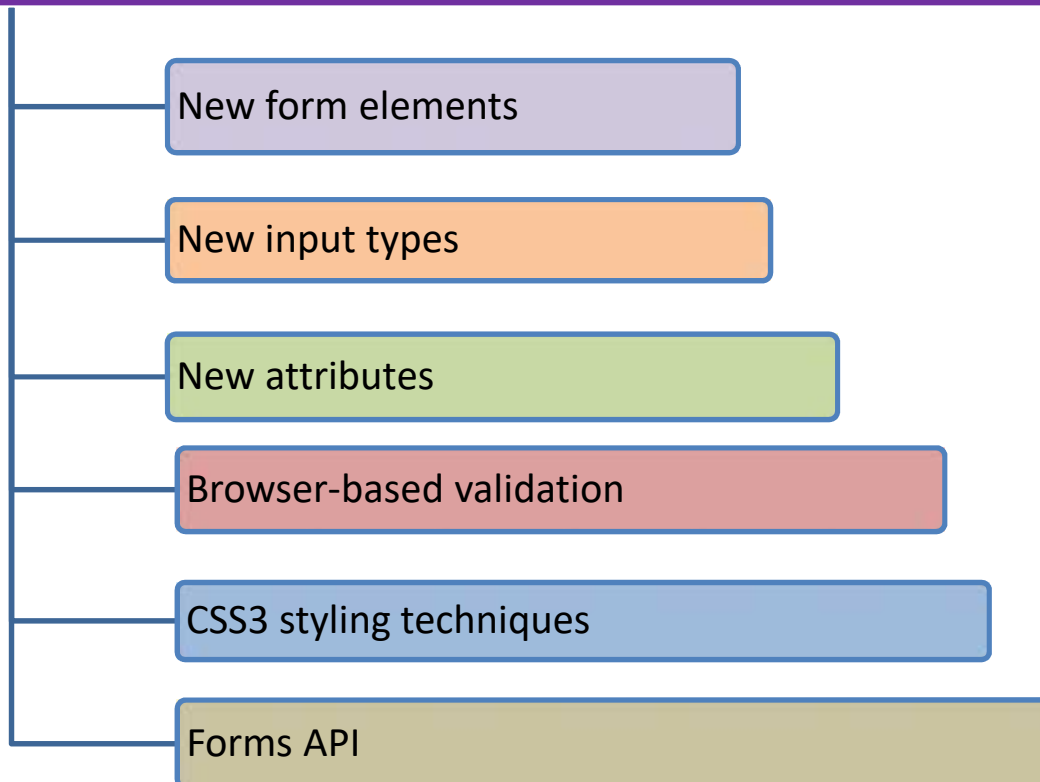 New form elements
New input types
New attributes
Browser-based validation
CSS3 styling techniques
Forms API